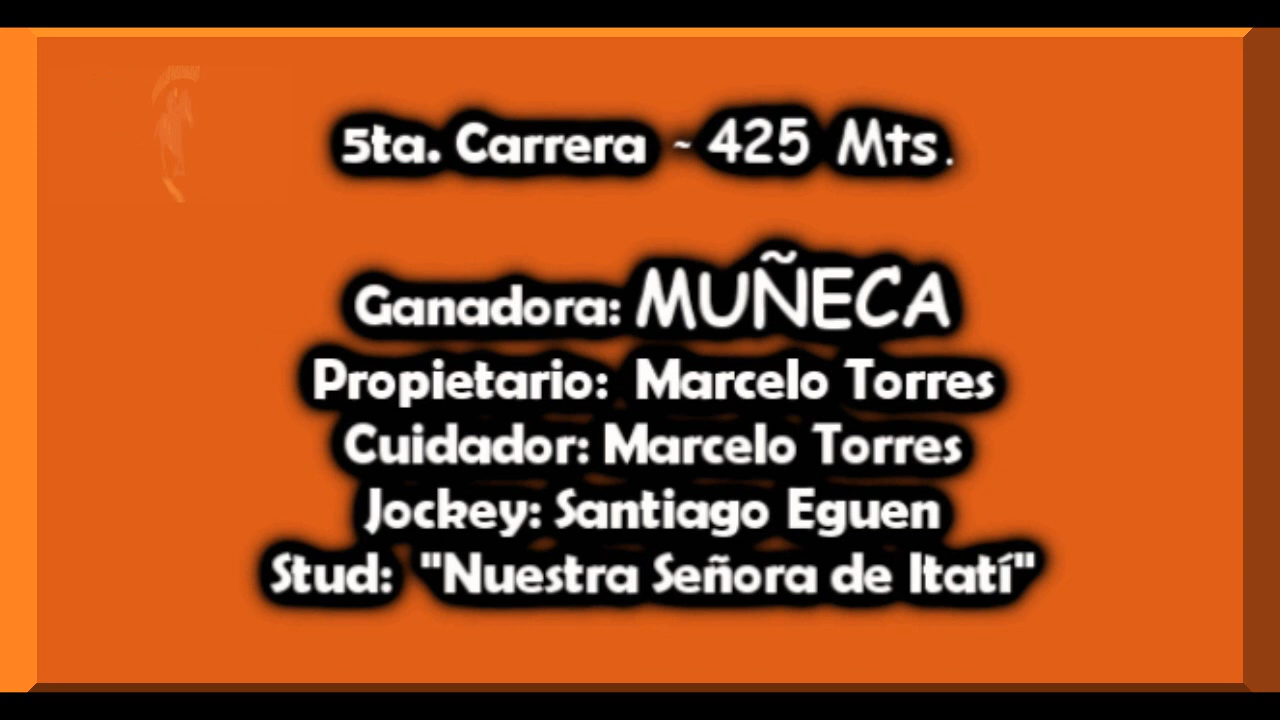 5ta. Carrera ~ 425 Mts.
Ganadora: MUÑECA
Propietario: Marcelo Torres
Cuidador: Marcelo Torres
Jockey: Santiago Eguen
Stud: "Nuestra Señora de Itatí"